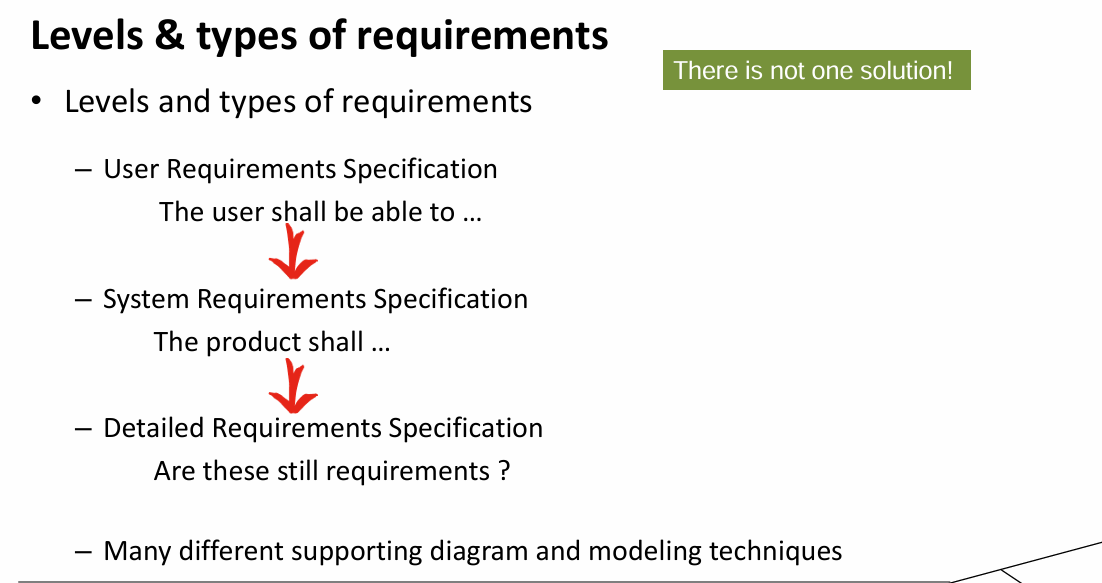 Levels & types of requirements
There is not one solution!
• Levels and types of requirements
– User Requirements Specification
The user shall be able to ...
– System Requirements Specification
The product shall ...
– Detailed Requirements Specification
Are these still requirements ?
– Many different supporting diagram and modeling techniques